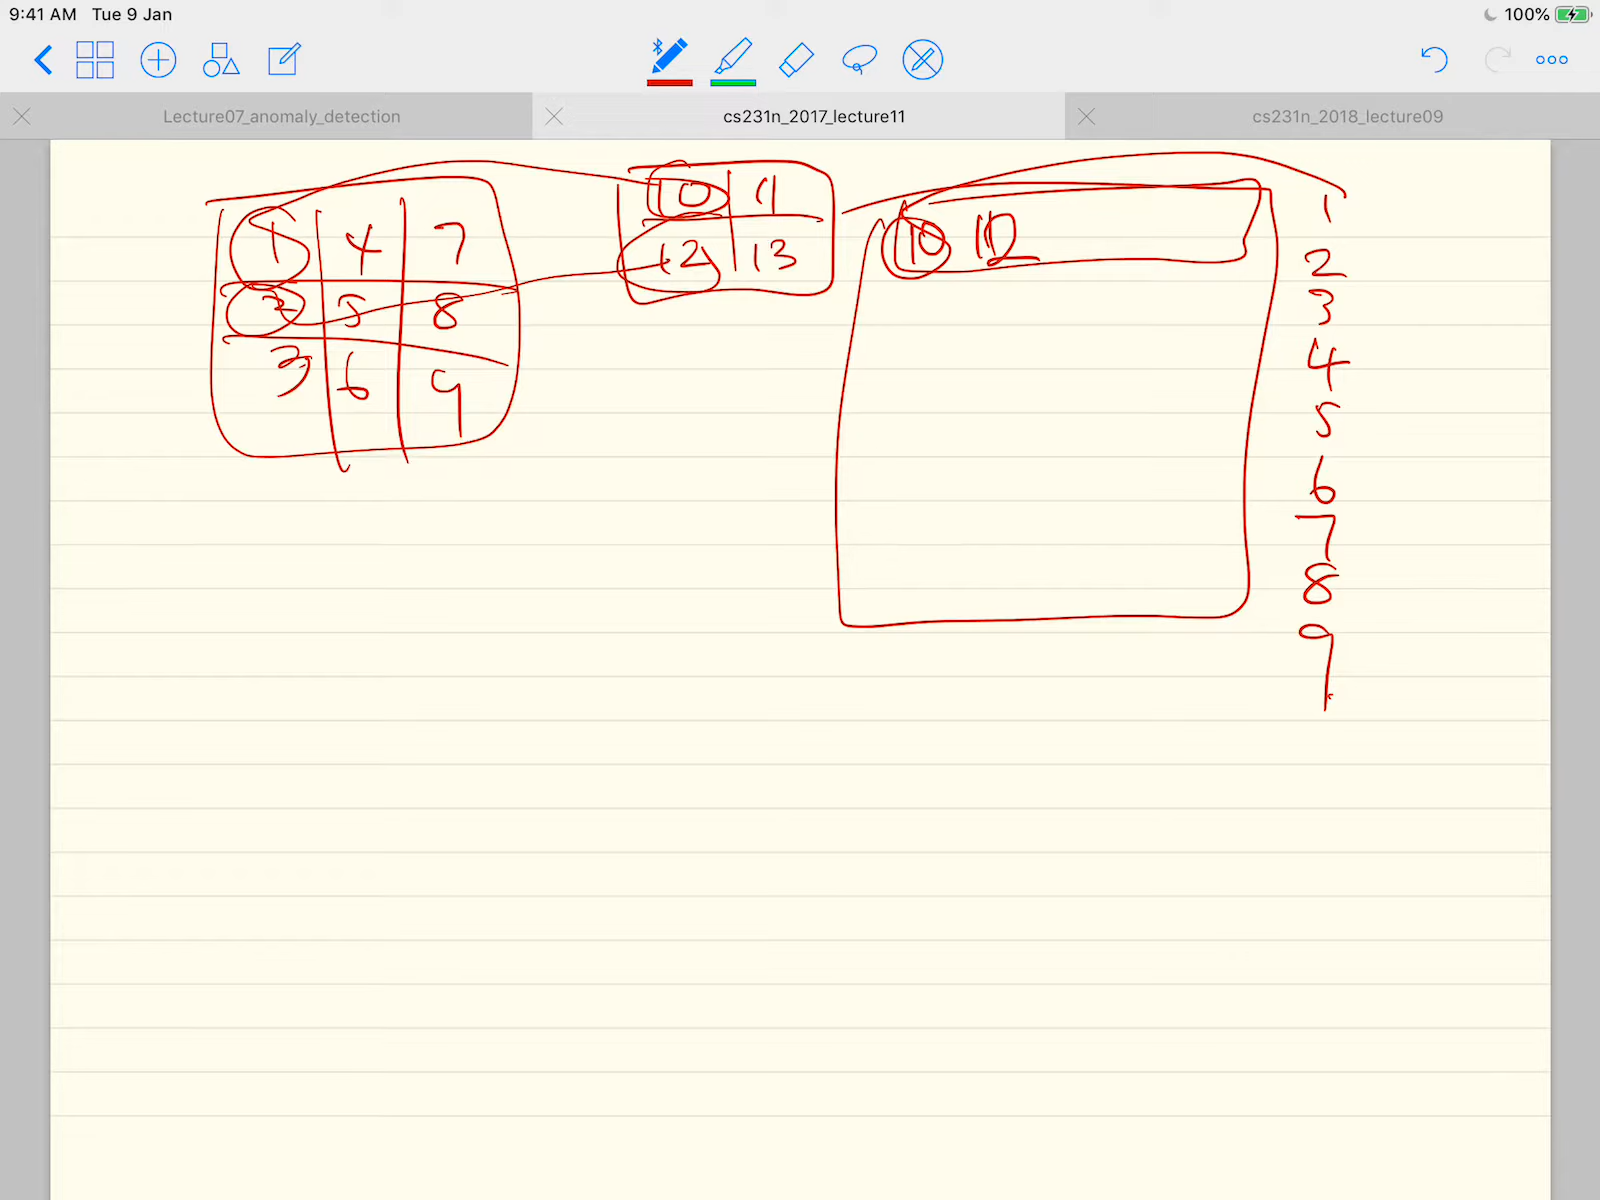 9:41 AM Tue 9 Jan
100%
Lecture07_anomaly_detection
cs231n_2017_lecture11
cs231n_2018_lecture09
1 4 7
2 5 8
3 6 9
10 11
12 13
10 12
1
2
3
4
5
6
7
8
9